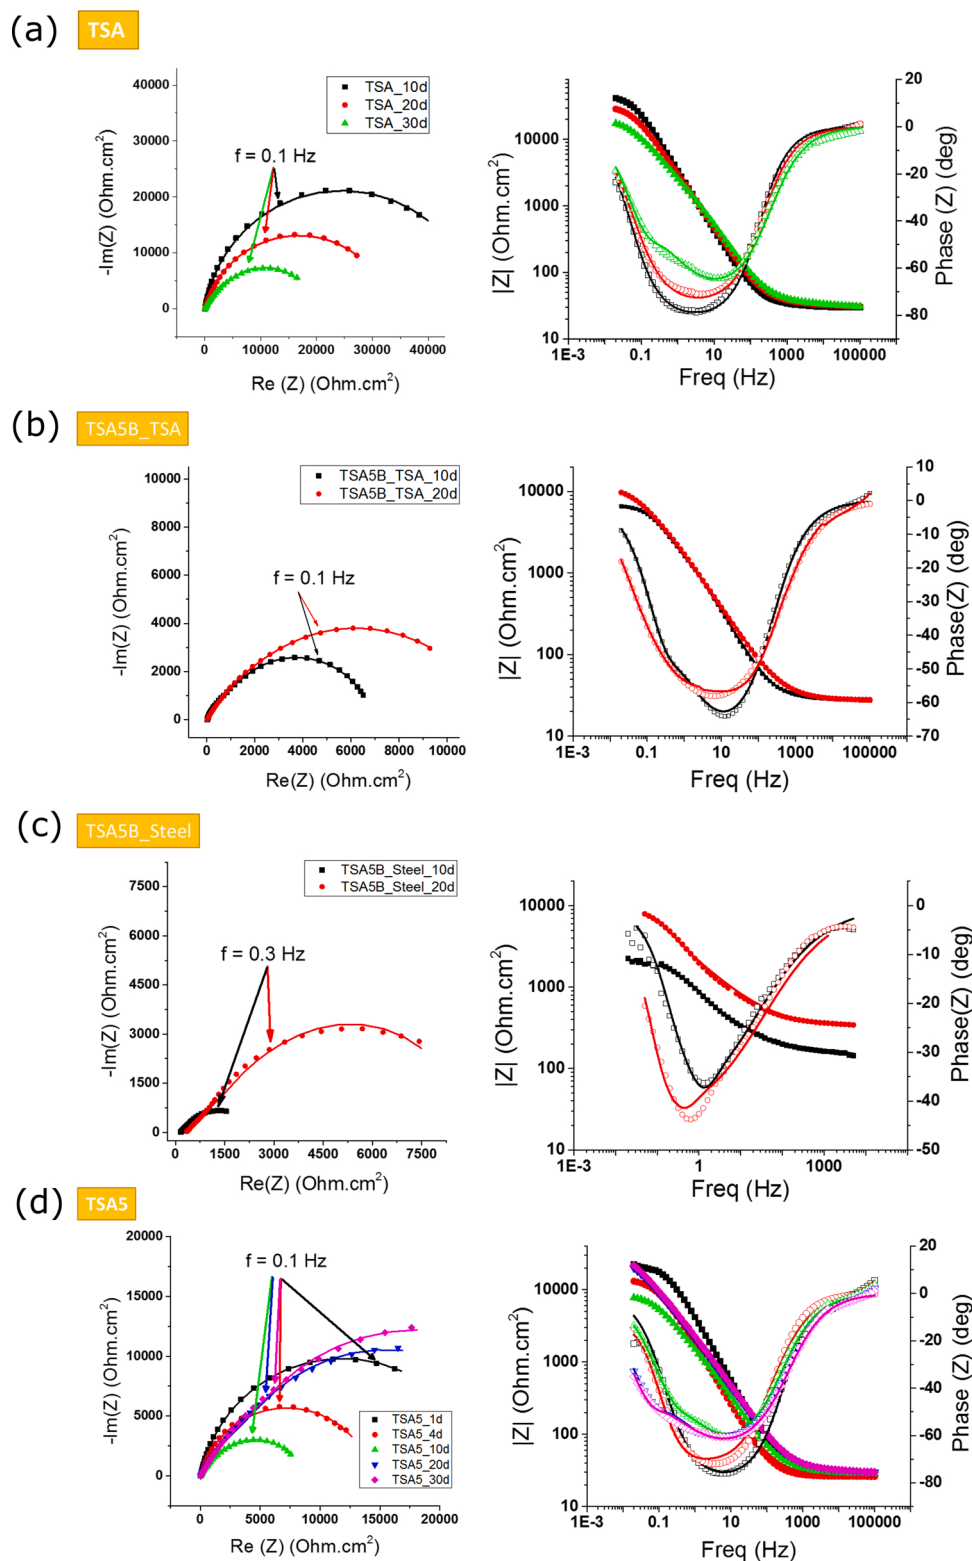 (a) TSA
40000
30000
20000
10000
0
-Im(Z) (Ohm.cm²)
TSA_10d
TSA_20d
TSA_30d
f = 0.1 Hz
0 10000 20000 30000 40000
Re (Z) (Ohm.cm²)
10000
1000
100
10
|Z| (Ohm.cm²)
20
0
-20
-40
-60
-80
Phase (Z) (deg)
1E-3 0.1 10 1000 100000
Freq (Hz)
(b) TSA5B_TSA
10000
8000
6000
4000
2000
0
-Im(Z) (Ohm.cm²)
TSA5B_TSA_10d
TSA5B_TSA_20d
f = 0.1 Hz
0 2000 4000 6000 8000 10000
Re(Z) (Ohm.cm²)
10000
1000
100
10
|Z| (Ohm.cm²)
10
0
-10
-20
-30
-40
-50
-60
-70
Phase(Z) (deg)
1E-3 0.1 10 1000 100000
Freq (Hz)
(c) TSA5B_Steel
7500
6000
4500
3000
1500
0
-Im(Z) (Ohm.cm²)
TSA5B_Steel_10d
TSA5B_Steel_20d
f = 0.3 Hz
0 1500 3000 4500 6000 7500
Re(Z) (Ohm.cm²)
10000
1000
100
10
|Z| (Ohm.cm²)
0
-10
-20
-30
-40
-50
Phase(Z) (deg)
1E-3 1 1000
Freq (Hz)
(d) TSA5
20000
15000
10000
5000
0
-Im(Z) (Ohm.cm²)
f = 0.1 Hz
TSA5_1d
TSA5_4d
TSA5_10d
TSA5_20d
TSA5_30d
0 5000 10000 15000 20000
Re (Z) (Ohm.cm²)
10000
1000
100
10
|Z| (Ohm.cm²)
20
0
-20
-40
-60
-80
Phase (Z) (deg)
1E-3 0.1 10 1000 100000
Freq (Hz)